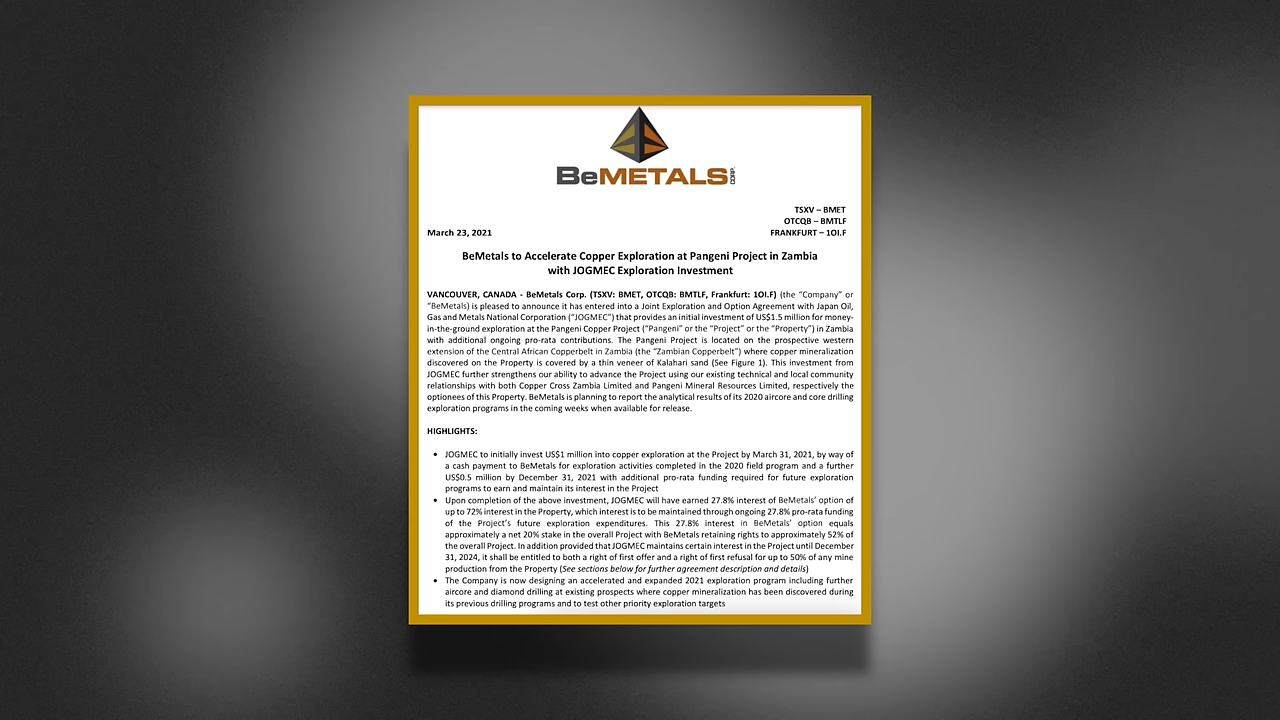 BeMETALS CORP
TSXV – BMET
OTCQB – BMTLF
March 23, 2021 FRANKFURT – 1OI.F
BeMetals to Accelerate Copper Exploration at Pangeni Project in Zambia
with JOGMEC Exploration Investment
VANCOUVER, CANADA - BeMetals Corp. (TSXV: BMET, OTCQB: BMTLF, Frankfurt: 1OI.F) (the “Company” or
“BeMetals) is pleased to announce it has entered into a Joint Exploration and Option Agreement with Japan Oil,
Gas and Metals National Corporation (“JOGMEC”) that provides an initial investment of US$1.5 million for money-
in-the-ground exploration at the Pangeni Copper Project (“Pangeni” or the “Project” or the “Property”) in Zambia
with additional ongoing pro-rata contributions. The Pangeni Project is located on the prospective western
extension of the Central African Copperbelt in Zambia (the “Zambian Copperbelt”) where copper mineralization
discovered on the Property is covered by a thin veneer of Kalahari sand (See Figure 1). This investment from
JOGMEC further strengthens our ability to advance the Project using our existing technical and local community
relationships with both Copper Cross Zambia Limited and Pangeni Mineral Resources Limited, respectively the
optionees of this Property. BeMetals is planning to report the analytical results of its 2020 aircore and core drilling
exploration programs in the coming weeks when available for release.
HIGHLIGHTS:
• JOGMEC to initially invest US$1 million into copper exploration at the Project by March 31, 2021, by way of
a cash payment to BeMetals for exploration activities completed in the 2020 field program and a further
US$0.5 million by December 31, 2021 with additional pro-rata funding required for future exploration
programs to earn and maintain its interest in the Project
• Upon completion of the above investment, JOGMEC will have earned 27.8% interest of BeMetals’ option of
up to 72% interest in the Property, which interest is to be maintained through ongoing 27.8% pro-rata funding
of the Project’s future exploration expenditures. This 27.8% interest in BeMetals’ option equals
approximately a net 20% stake in the overall Project with BeMetals retaining rights to approximately 52% of
the overall Project. In addition provided that JOGMEC maintains certain interest in the Project until December
31, 2024, it shall be entitled to both a right of first offer and a right of first refusal for up to 50% of any mine
production from the Property (See sections below for further agreement description and details)
• The Company is now designing an accelerated and expanded 2021 exploration program including further
aircore and diamond drilling at existing prospects where copper mineralization has been discovered during
its previous drilling programs and to test other priority exploration targets